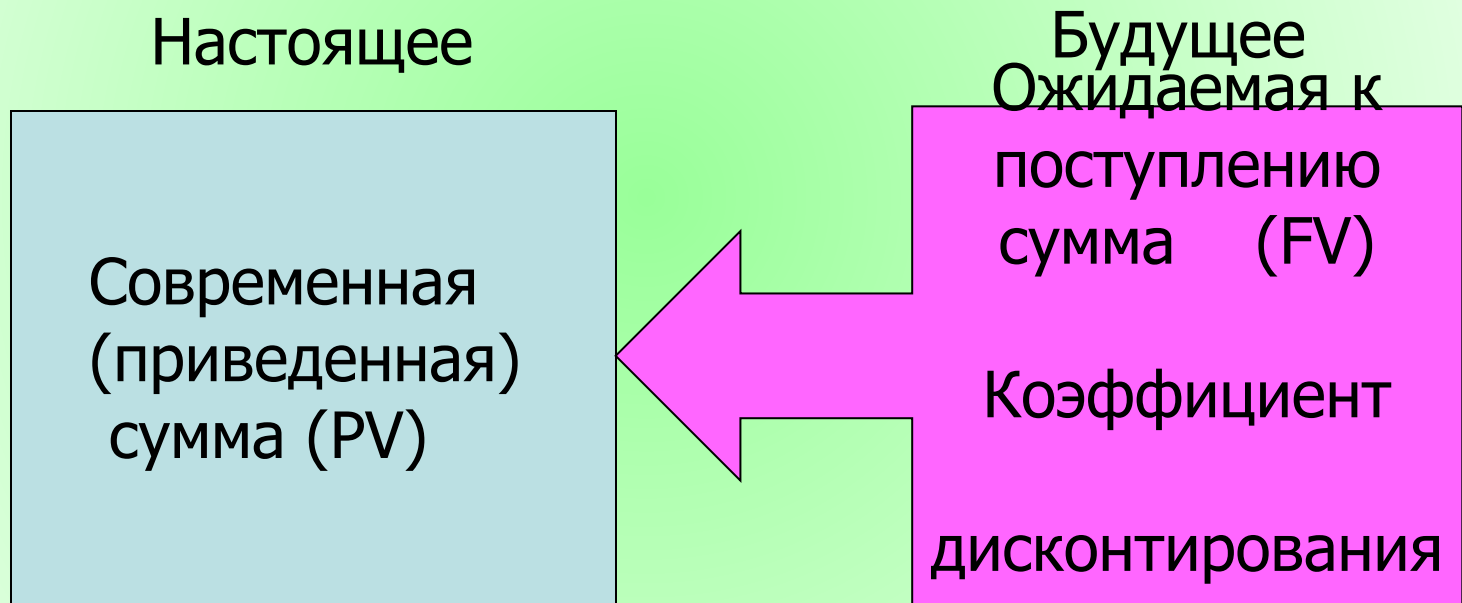 Настоящее
Современная
(приведенная)
сумма (PV)
Будущее
Ожидаемая к
поступлению
сумма (FV)
Коэффициент
дисконтирования